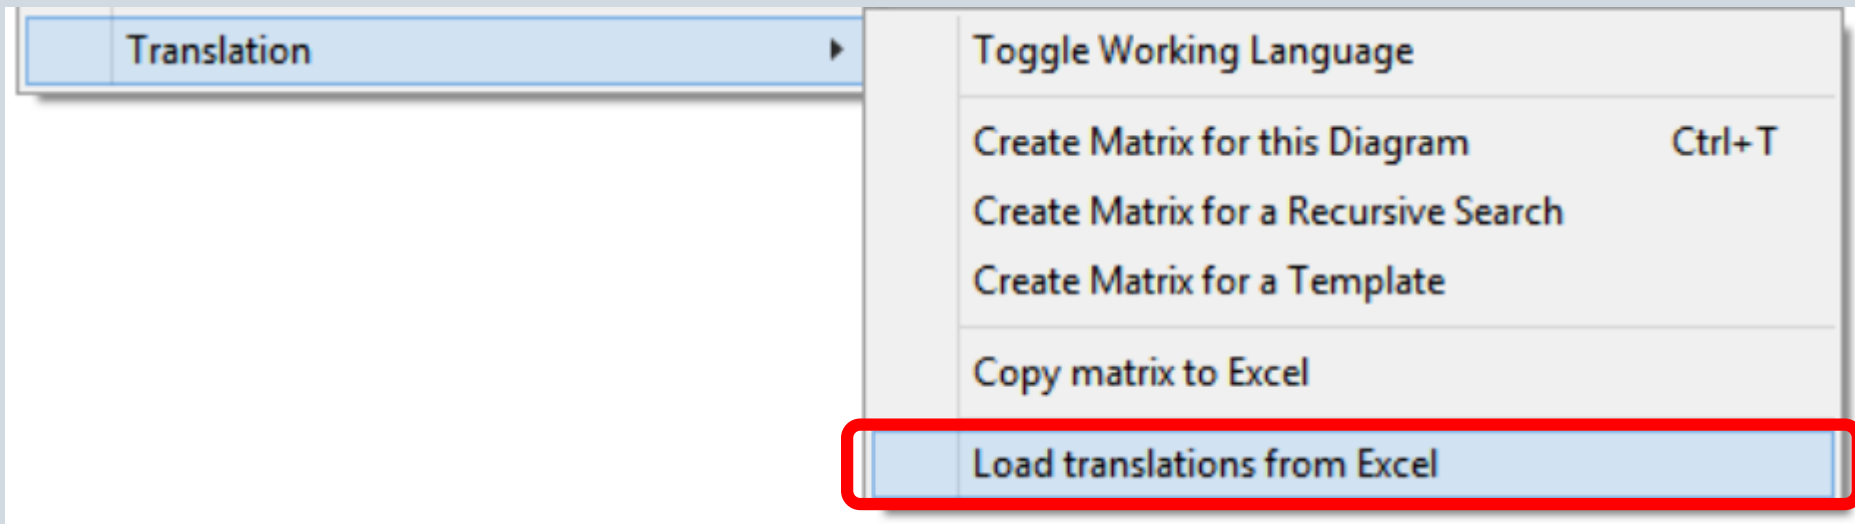 Translation
Toggle Working Language
Create Matrix for this Diagram Ctrl+T
Create Matrix for a Recursive Search
Create Matrix for a Template
Copy matrix to Excel
Load translations from Excel